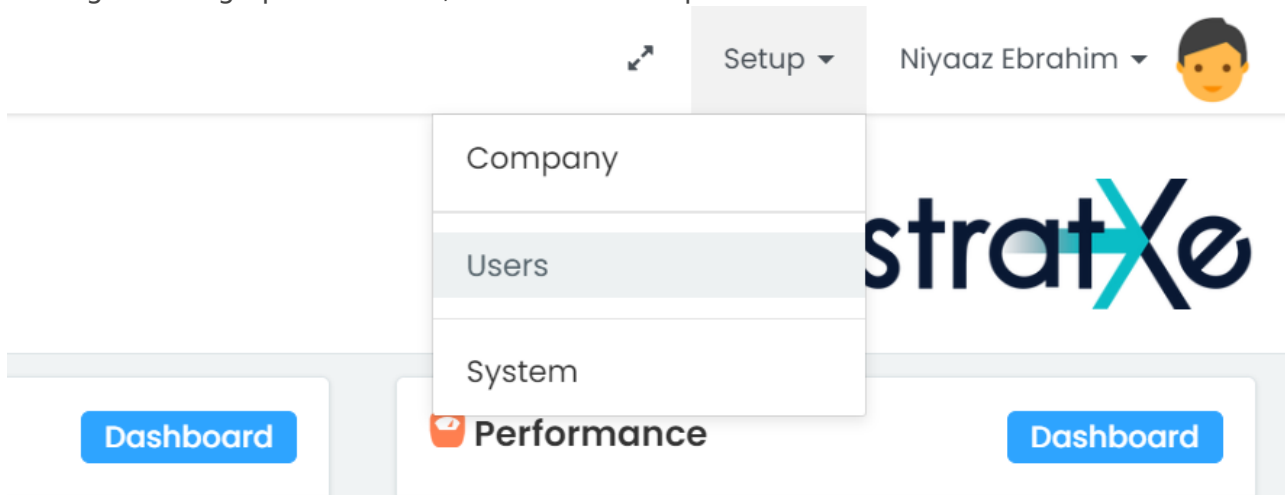 Setup
Niyaaz Ebrahim
Company
Users
System
stratXe
Dashboard
Performance
Dashboard